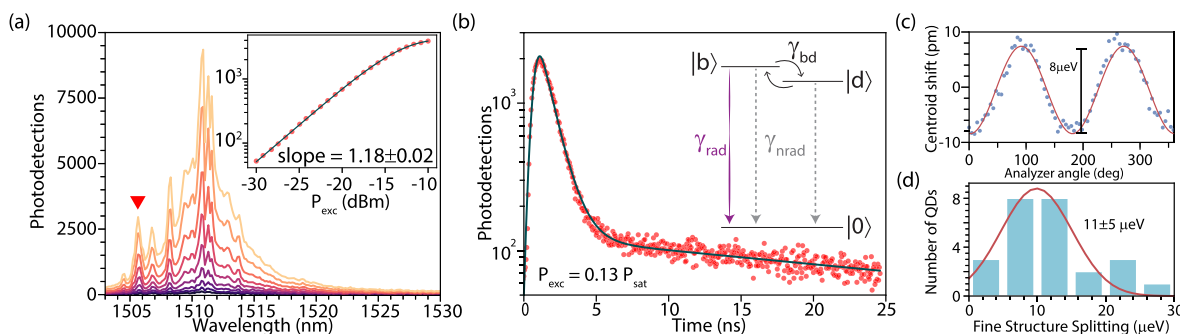 (a)
10000
7500
5000
2500
0
Photodetections
1505 1510 1515 1520 1525 1530
Wavelength (nm)
10³
10²
slope = 1.18±0.02
-30 -25 -20 -15 -10
P_exc (dBm)
(b)
10³
10²
Photodetections
|b⟩ γ_bd |d⟩
γ_rad γ_nrad
|0⟩
P_exc = 0.13 P_sat
0 5 10 15 20 25
Time (ns)
(c)
10
0
-10
Centroid shift (pm)
8µeV
0 100 200 300
Analyzer angle (deg)
(d)
8
4
0
Number of QDs
11±5 µeV
0 10 20 30
Fine Structure Splitting (µeV)